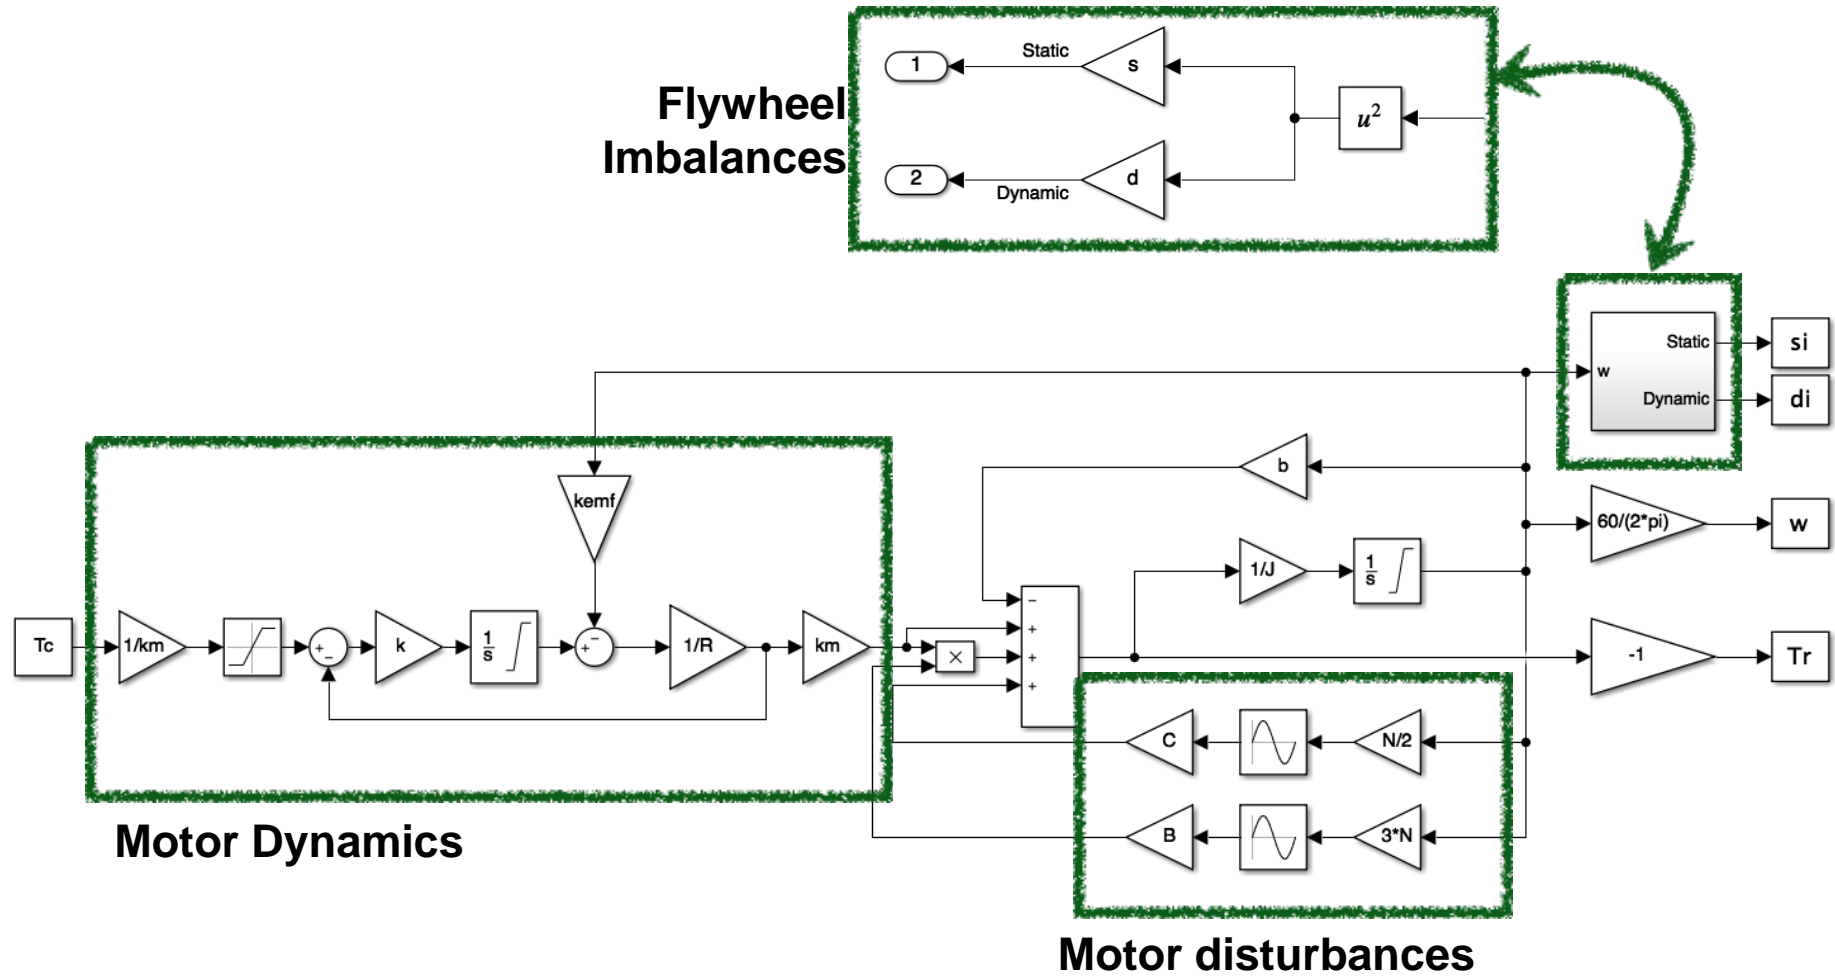 Static
1
s
Flywheel
Imbalances
u²
2
d
Dynamic
Static
si
w
Dynamic
di
b
kemf
60/(2*pi)
w
1/J
1
s
−
Tc
1/km
+
−
k
1
s
−
+
1/R
km
×
+
+
+
-1
Tr
C
N/2
B
3*N
Motor Dynamics
Motor disturbances